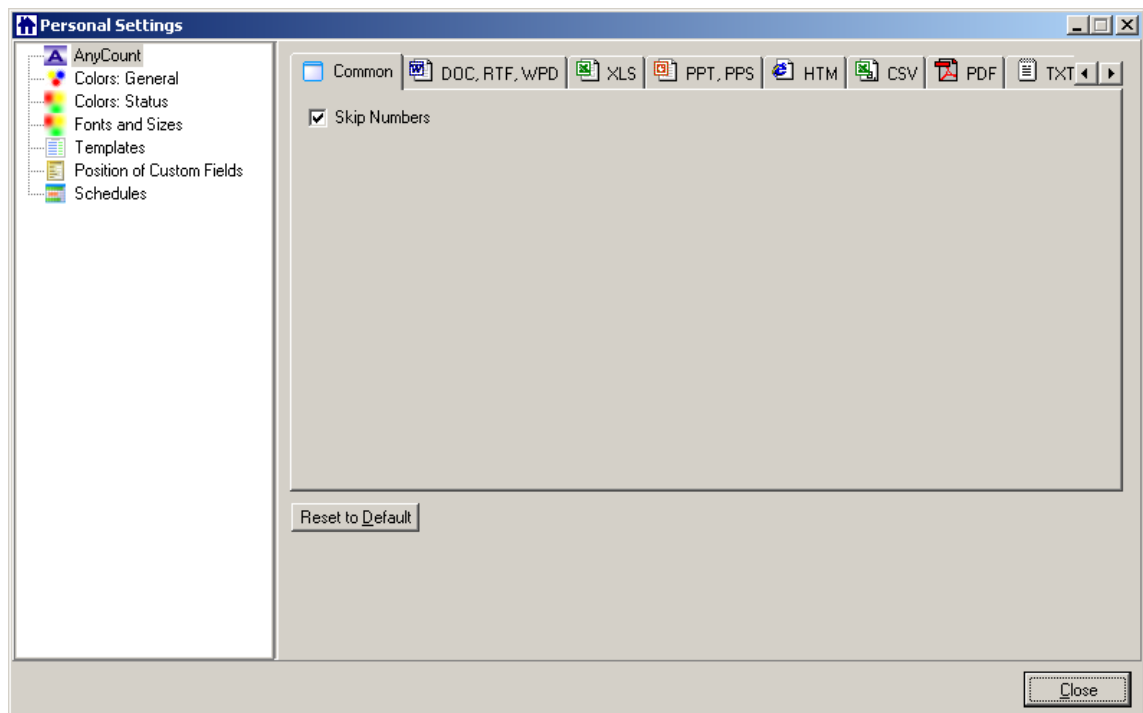 Personal Settings
AnyCount
Colors: General
Colors: Status
Fonts and Sizes
Templates
Position of Custom Fields
Schedules
Common DOC, RTF, WPD XLS PPT, PPS HTM CSV PDF TXT
Skip Numbers
Reset to Default
Close